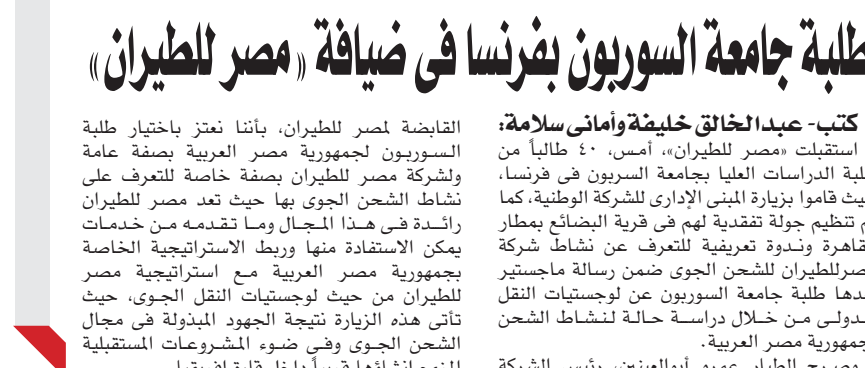 طلبة جامعة السوربون بفرنسا فى ضيافة «مصر للطيران»
كتب- عبدالخالق خليفة وأمانى سلامة:
استقبلت «مصر للطيران»، أمس، ٤٠ طالباً من
طلبة الدراسات العليا بجامعة السربون فى فرنسا،
حيث قاموا بزيارة المبنى الإدارى للشركة الوطنية، كما
تم تنظيم جولة تفقدية لهم فى قرية البضائع بمطار
القاهرة وندوة تعريفية للتعرف عن نشاط شركة
مصرللطيران للشحن الجوى ضمن رسالة ماجستير
طلبة جامعة السوربون عن لوجستيات النقل
الدولى من خلال دراسة حالة لنشاط الشحن
جمهورية مصر العربية.
الطيار عمرو أبوالعينين، رئيس الشركة
القابضة لمصر للطيران، بأننا نعتز باختيار طلبة
السوربون لجمهورية مصر العربية بصفة عامة
ولشركة مصر للطيران بصفة خاصة للتعرف على
نشاط الشحن الجوى بها حيث تعد مصر للطيران
رائدة فى هذا المجال وما تقدمه من خدمات
يمكن الاستفادة منها وربط الاستراتيجية الخاصة
بجمهورية مصر العربية مع استراتيجية مصر
للطيران من حيث لوجستيات النقل الجوى، حيث
تأتى هذه الزيارة نتيجة الجهود المبذولة فى مجال
الشحن الجوى وفى ضوء المشروعات المستقبلية